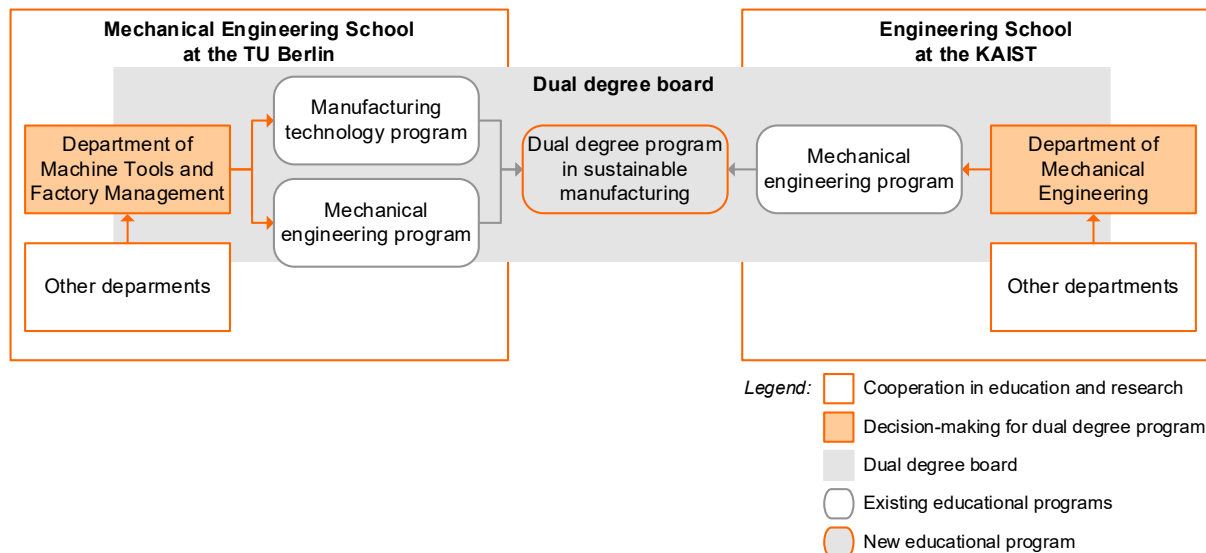 Mechanical Engineering School
at the TU Berlin
Engineering School
at the KAIST
Dual degree board
Department of
Machine Tools and
Factory Management
Manufacturing
technology program
Mechanical
engineering program
Dual degree program
in sustainable
manufacturing
Mechanical
engineering program
Department of
Mechanical
Engineering
Other deparments
Other departments
Legend:
Cooperation in education and research
Decision-making for dual degree program
Dual degree board
Existing educational programs
New educational program